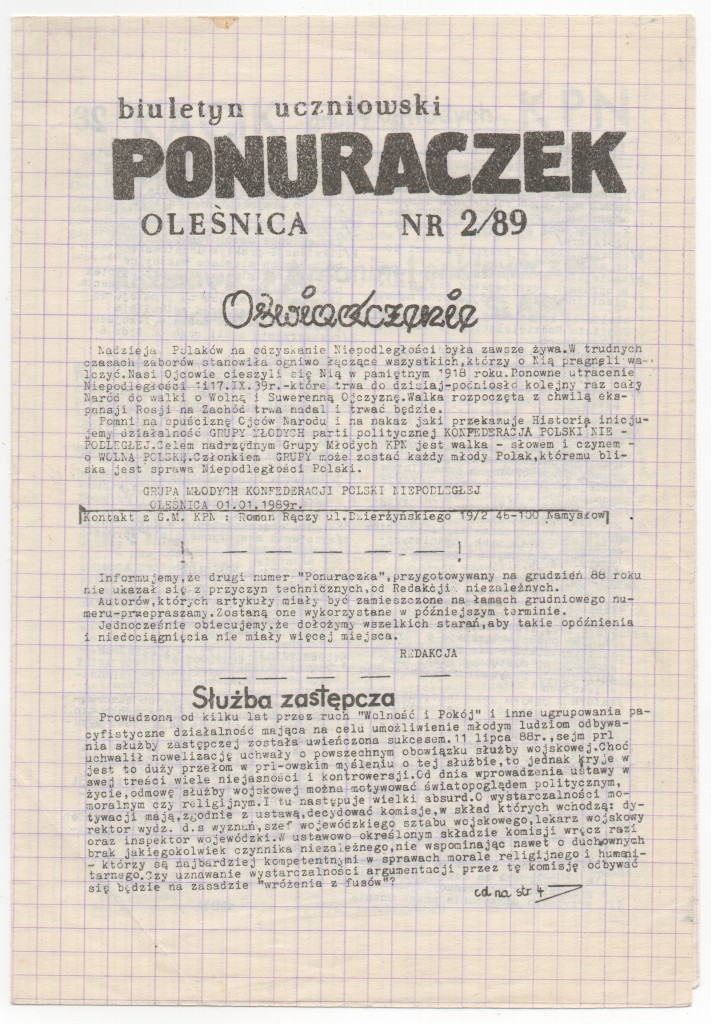 biuletyn uczniowski
PONURACZEK
OLEŚNICA NR 2/89
Oświadczenie
Nadzieja Polaków na odzyskanie Niepodległości była zawsze żywa.W trudnych
czasach zaborów stanowiła ogniwo łączące wszystkich,którzy o Nią pragnęli wa-
lczyć.Nasi Ojcowie cieszyli się Nią w pamiętnym 1918 roku.Ponowne utracenie
Niepodległości 1i17.IX.39r.-które trwa do dzisiaj-podniosło kolejny raz cały
Naród do walki o Wolną i Suwerenną Ojczyznę.Walka rozpoczęta z chwilą eks-
pansji Rosji na Zachód trwa nadal i trwać będzie.
Pomni na spuściznę Ojców Narodu i na nakaz jaki przekazuje Historia inicju-
jemy działalność GRUPY MŁODYCH parti politycznej KONFEDERACJA POLSKI NIE -
PODLEGŁEJ.Celem nadrzędnym Grupy Młodych KPN jest walka - słowem i czynem -
o WOLNĄ POLSKĘ.Członkiem GRUPY może zostać każdy młody Polak,któremu bli-
ska jest sprawa Niepodległości Polski.
GRUPA MŁODYCH KONFEDERACJI POLSKI NIEPODLEGŁEJ
OLEŚNICA 01.01.1989r.
Kontakt z G.M. KPN : Roman Rączy ul.Dzierżyńskiego 19/2 46-100 Namysłów
! — — — — — !
Informujemy,że drugi numer "Ponuraczka",przygotowywany na grudzień 88 roku
nie ukazał się z przyczyn technicznych,od Redakcji niezależnych.
Autorów,których artykuły miały być zamieszczone na łamach grudniowego nu-
meru-przepraszamy.Zostaną one wykorzystane w późniejszym terminie.
Jednocześnie obiecujemy,że dołożymy wszelkich starań,aby takie opóźnienia
i niedociągnięcia nie miały więcej miejsca.
REDAKCJA
— — — — —
Służba zastępcza
Prowadzona od kilku lat przez ruch "Wolność i Pokój" i inne ugrupowania pa-
cyfistyczne działalność mająca na celu umożliwienie młodym ludziom odbywa-
nia służby zastępczej została uwieńczona sukcesem.11 lipca 88r.,sejm prl
uchwalił nowelizację uchwały o powszechnym obowiązku służby wojskowej.Choć
jest to duży przełom w prl-owskim myśleniu o tej służbie,to jednak kryje w
swej treści wiele niejasności i kontrowersji.Od dnia wprowadzenia ustawy w
życie,odmowę służby wojskowej można motywować światopoglądem politycznym,
moralnym czy religijnym.I tu następuje wielki absurd.O wystarczalności mo-
tywacji mają,zgodnie z ustawą,decydować komisje,w skład których wchodzą: dy-
rektor wydz. d.s wyznań,szef wojewódzkiego sztabu wojskowego,lekarz wojskowy
oraz inspektor wojewódzki.W ustawowo określonym składzie komisji wręcz razi
brak jakiegokolwiek czynnika niezależnego,nie wspominając nawet o duchownych
- którzy są najbardziej kompetentnymi w sprawach morale religijnego i humani-
tarnego.Czy uznawanie wystarczalności argumentacji przez tę komisję odbywać
się będzie na zasadzie "wróżenia z fusów"?
cd na str 4